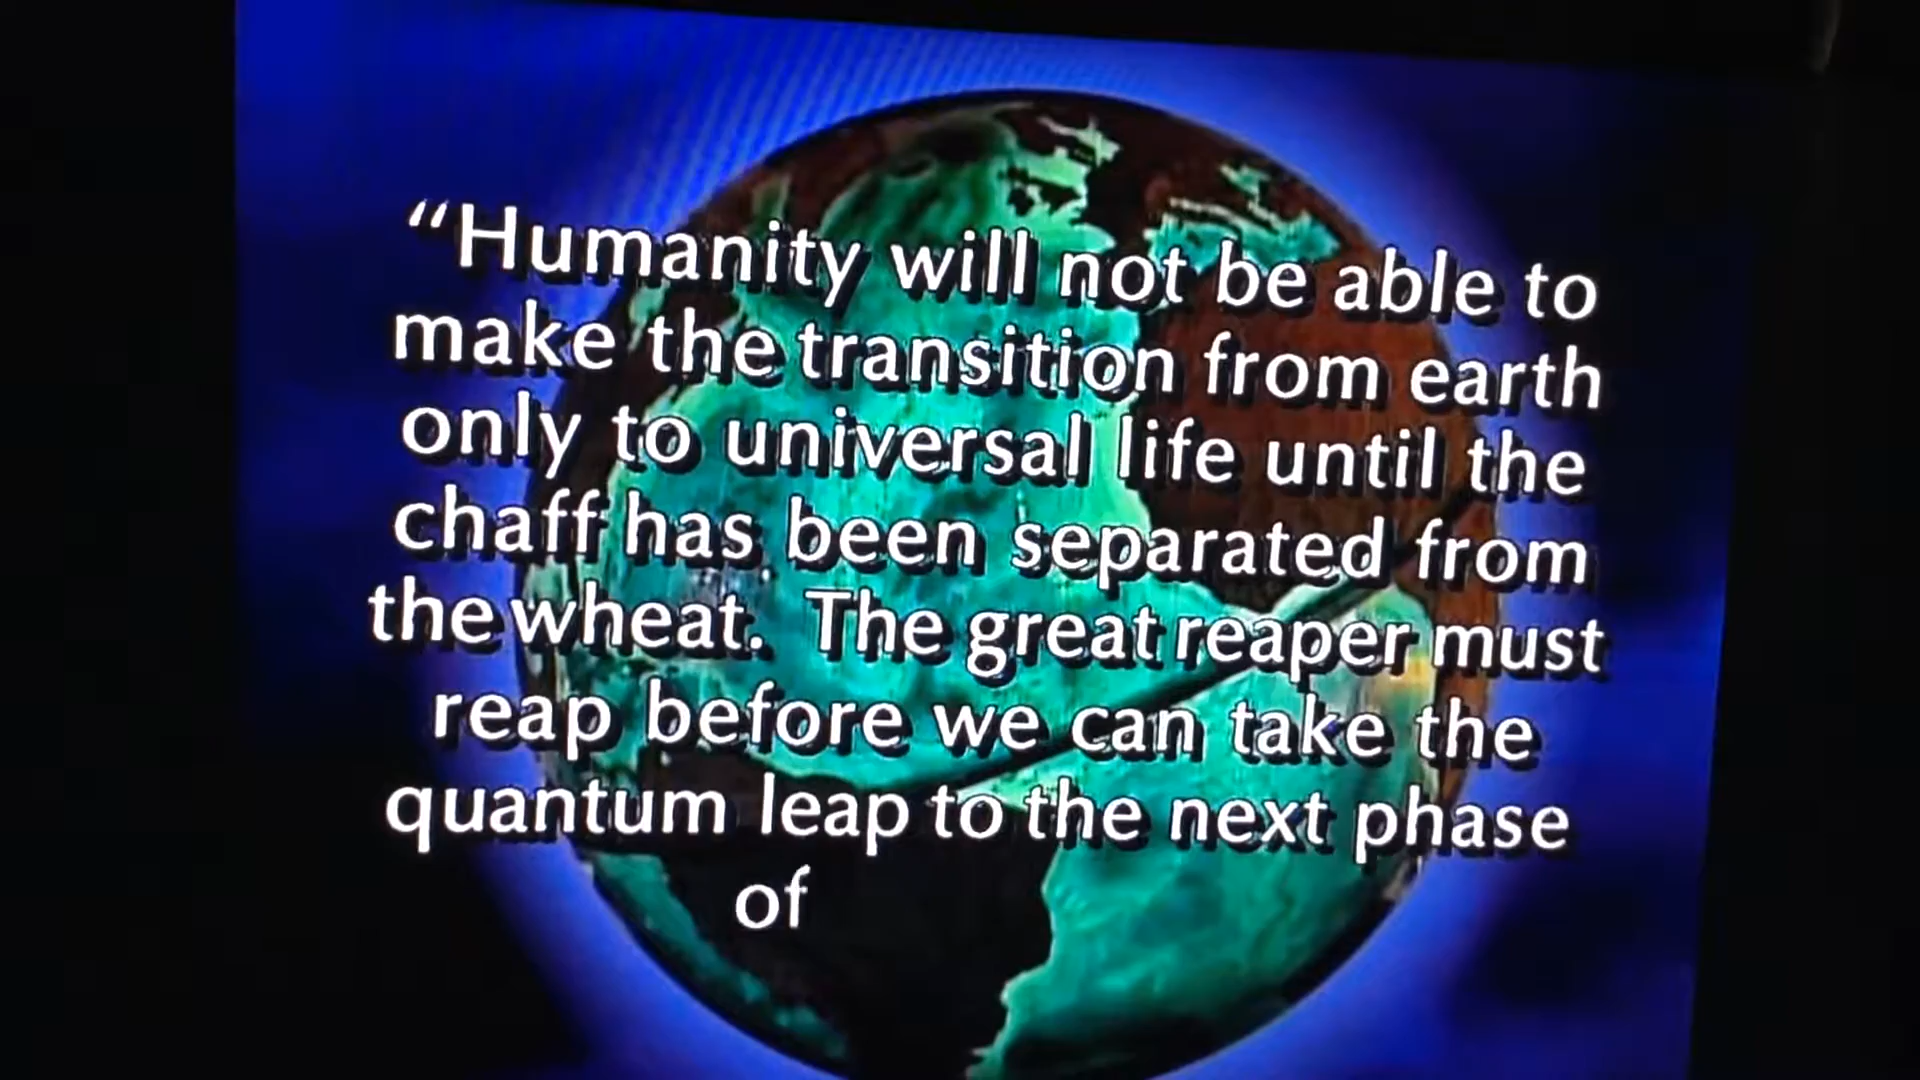 “Humanity will not be able to
make the transition from earth
only to universal life until the
chaff has been separated from
the wheat. The great reaper must
reap before we can take the
quantum leap to the next phase
of